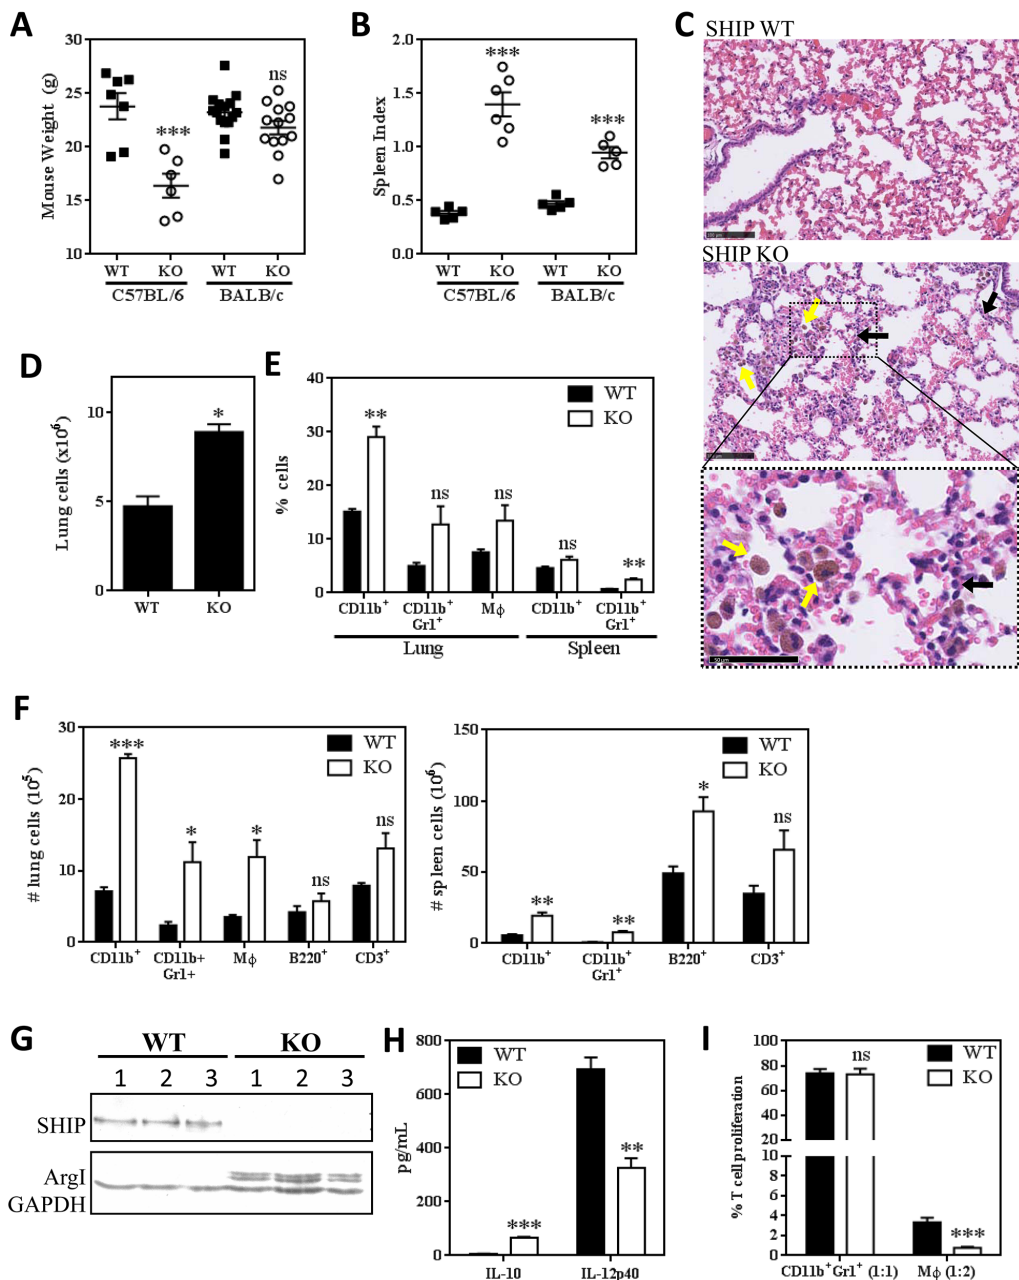 A
Mouse Weight (g)
30
25
20
15
10
***
ns
WT
KO
WT
KO
C57BL/6
BALB/c
B
Spleen Index
2.0
1.5
1.0
0.5
0.0
***
***
WT
KO
WT
KO
C57BL/6
BALB/c
C
SHIP WT
SHIP KO
D
Lung cells (x10⁶)
10
5
0
*
WT
KO
E
% cells
40
30
20
10
0
WT
KO
**
ns
ns
ns
**
CD11b⁺
CD11b⁺
Gr1⁺
Mϕ
CD11b⁺
CD11b⁺
Gr1⁺
Lung
Spleen
F
# lung cells (10⁵)
30
20
10
0
WT
KO
***
*
*
ns
ns
CD11b⁺
CD11b+
Gr1+
Mϕ
B220⁺
CD3⁺
# spleen cells (10⁶)
150
100
50
0
WT
KO
**
**
*
ns
CD11b⁺
CD11b⁺
Gr1⁺
B220⁺
CD3⁺
G
WT
KO
1 2 3 1 2 3
SHIP
ArgI
GAPDH
H
pg/mL
800
600
400
200
0
WT
KO
***
**
IL-10
IL-12p40
I
% T cell proliferation
100
80
60
40
20
10
8
6
4
2
0
ns
WT
KO
***
CD11b⁺Gr1⁺ (1:1)
Mϕ (1:2)